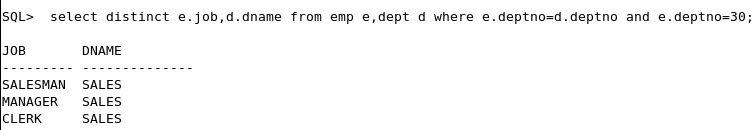 SQL>  select distinct e.job,d.dname from emp e,dept d where e.deptno=d.deptno and e.deptno=30;
JOB       DNAME
--------- --------------
SALESMAN  SALES
MANAGER   SALES
CLERK     SALES